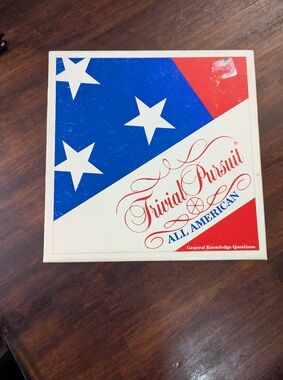 Trivial Pursuit®
ALL AMERICAN
General Knowledge Questions